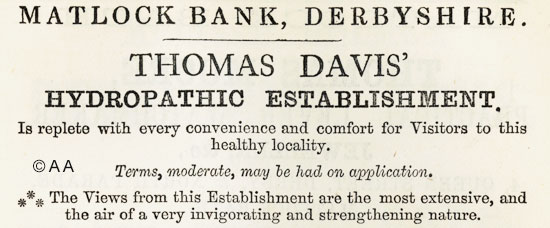 MATLOCK BANK, DERBYSHIRE.
THOMAS DAVIS'
HYDROPATHIC ESTABLISHMENT.
Is replete with every convenience and comfort for Visitors to this
healthy locality.
© AA
Terms, moderate, may be had on application.
*** The Views from this Establishment are the most extensive, and
the air of a very invigorating and strengthening nature.